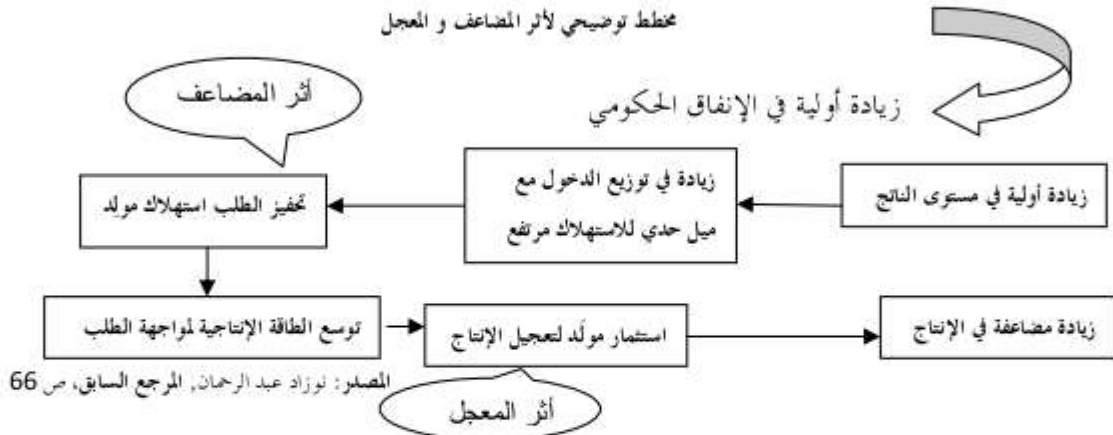 مخطط توضيحي لأثر المضاعف و المعجل
زيادة أولية في الإنفاق الحكومي
أثر المضاعف
زيادة أولية في مستوى الناتج
زيادة في توزيع الدخول مع
ميل حدي للاستهلاك مرتفع
تحفيز الطلب استهلاك مولد
توسع الطاقة الإنتاجية لمواجهة الطلب
استثمار مولَد لتعجيل الإنتاج
زيادة مضاعفة في الإنتاج
أثر المعجل
المصدر: نوزاد عبد الرحمان, المرجع السابق، ص 66